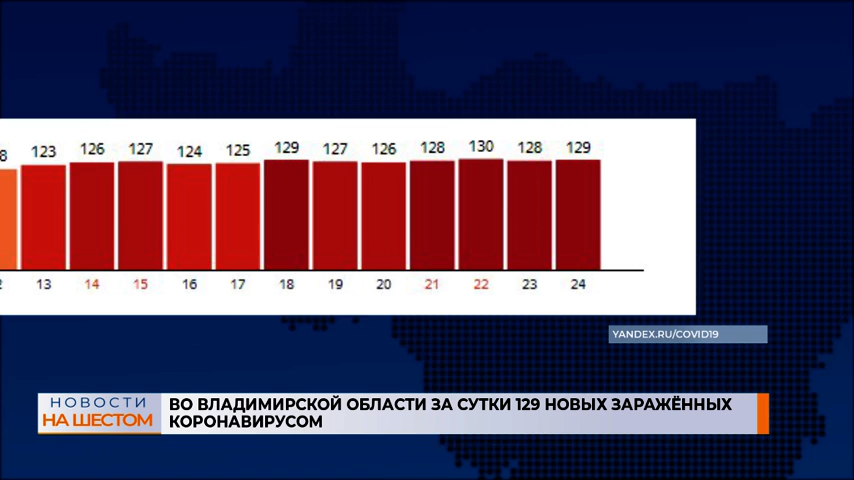 8 123 126 127 124 125 129 127 126 128 130 128 129
2 13 14 15 16 17 18 19 20 21 22 23 24
YANDEX.RU/COVID19
НОВОСТИ
НА ШЕСТОМ
ВО ВЛАДИМИРСКОЙ ОБЛАСТИ ЗА СУТКИ 129 НОВЫХ ЗАРАЖЁННЫХ
КОРОНАВИРУСОМ